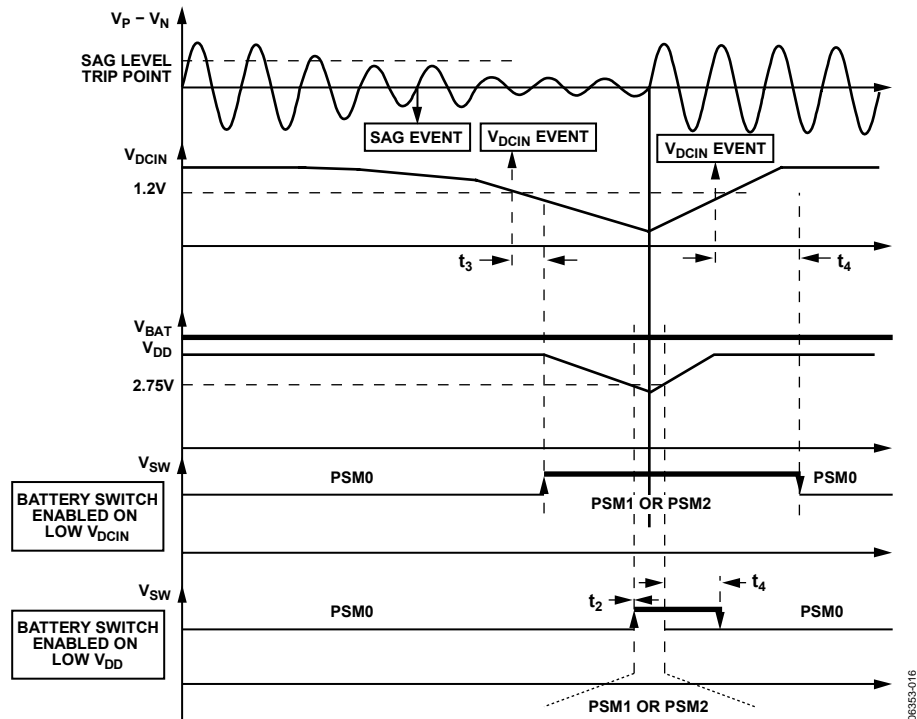 VP − VN
SAG LEVEL
TRIP POINT
SAG EVENT
VDCIN EVENT
VDCIN EVENT
VDCIN
1.2V
t3
t4
VBAT
VDD
2.75V
VSW
PSM0
PSM0
BATTERY SWITCH
ENABLED ON
LOW VDCIN
PSM1 OR PSM2
VSW
t2
t4
PSM0
PSM0
BATTERY SWITCH
ENABLED ON
LOW VDD
PSM1 OR PSM2
06353-016